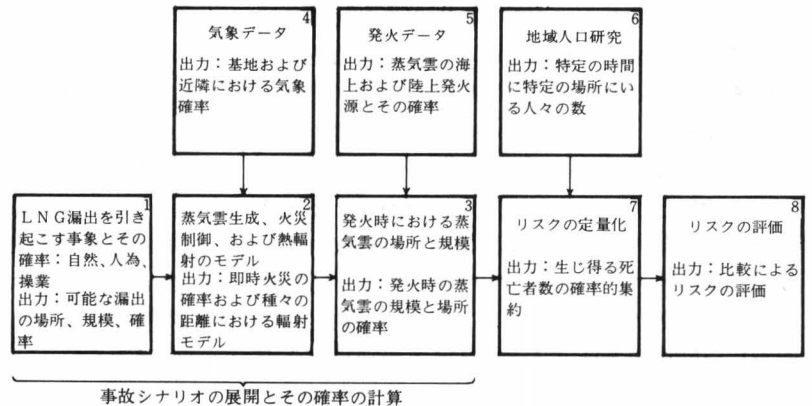 4
気象データ
出力：基地および
近隣における気象
確率
5
発火データ
出力：蒸気雲の海
上および陸上発火
源とその確率
6
地域人口研究
出力：特定の時間
に特定の場所にい
る人々の数
1
LNG漏出を引き
起こす事象とその
確率：自然、人為、
操業
出力：可能な漏出
の場所、規模、確
率
2
蒸気雲生成、火災
制御、および熱輻
射のモデル
出力：即時火災の
確率および種々の
距離における輻射
モデル
3
発火時における蒸
気雲の場所と規模
出力：発火時の蒸
気雲の規模と場所
の確率
7
リスクの定量化
出力：生じ得る死
亡者数の確率的集
約
8
リスクの評価
出力：比較による
リスクの評価
事故シナリオの展開とその確率の計算